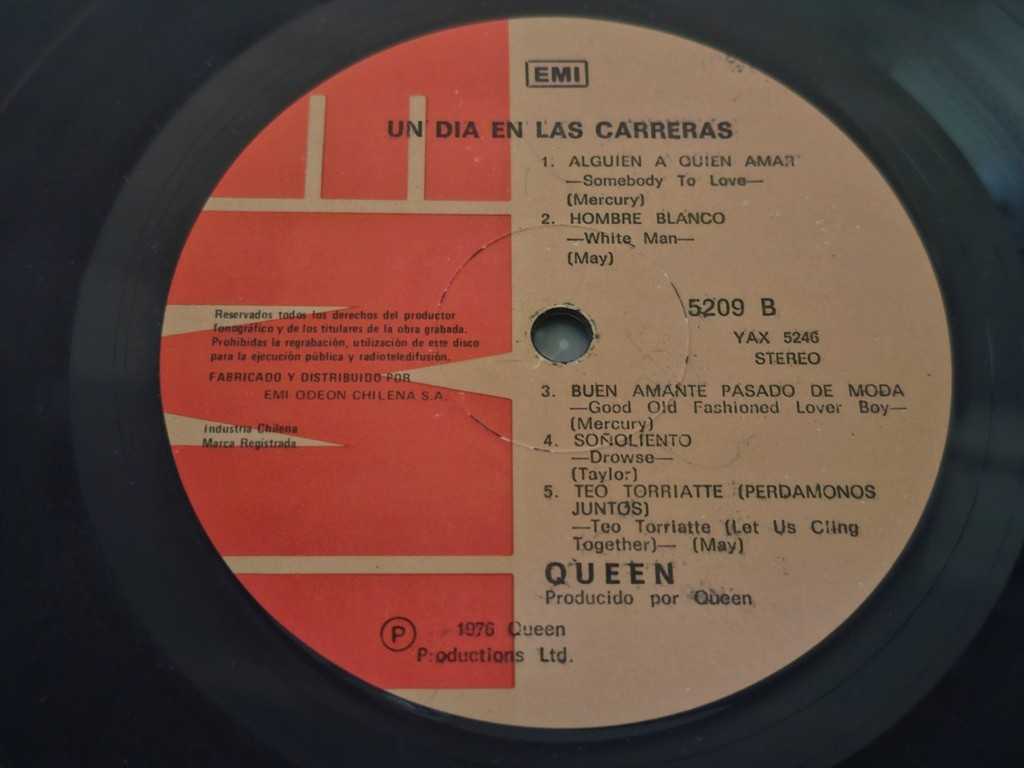 EMI
UN DIA EN LAS CARRERAS
1. ALGUIEN A QUIEN AMAR
—Somebody To Love—
(Mercury)
2. HOMBRE BLANCO
—White Man—
(May)
5209 B
YAX 5246
STEREO
Reservados todos los derechos del productor
fonográfico y de los titulares de la obra grabada.
Prohibidas la regrabación, utilización de este disco
para la ejecución pública y radioteledifusión.
FABRICADO Y DISTRIBUIDO POR
EMI ODEON CHILENA S.A.
Industria Chilena
Marca Registrada
3. BUEN AMANTE PASADO DE MODA
—Good Old Fashioned Lover Boy—
(Mercury)
4. SOÑOLIENTO
—Drowse—
(Taylor)
5. TEO TORRIATTE (PERDAMONOS
JUNTOS)
—Teo Torriatte (Let Us Cling
Together)— (May)
QUEEN
Producido por Queen
Ⓟ 1976 Queen
Productions Ltd.